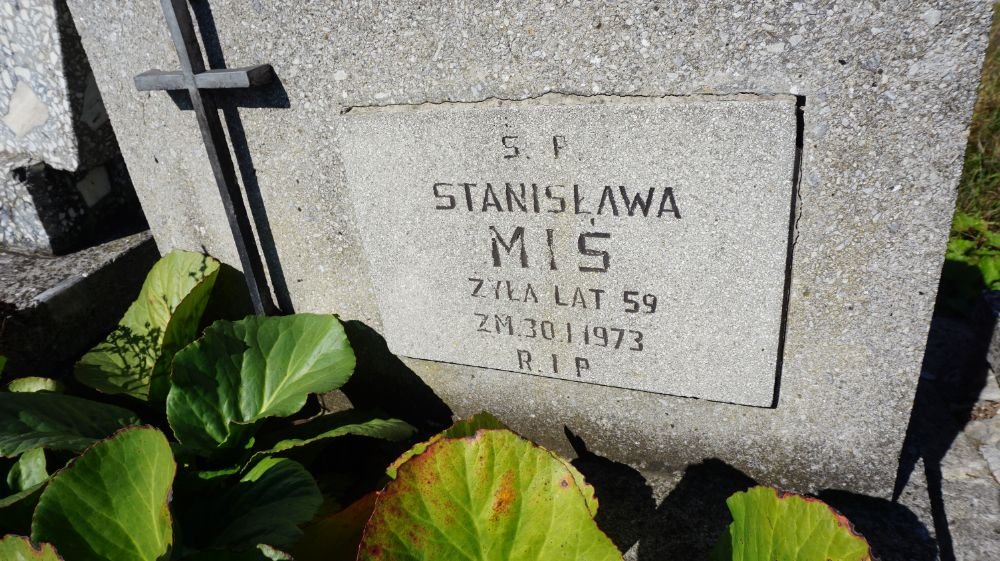 S. P
STANISŁAWA
MIŚ
ŻYŁA LAT 59
ZM.30.I 1973
R.I P